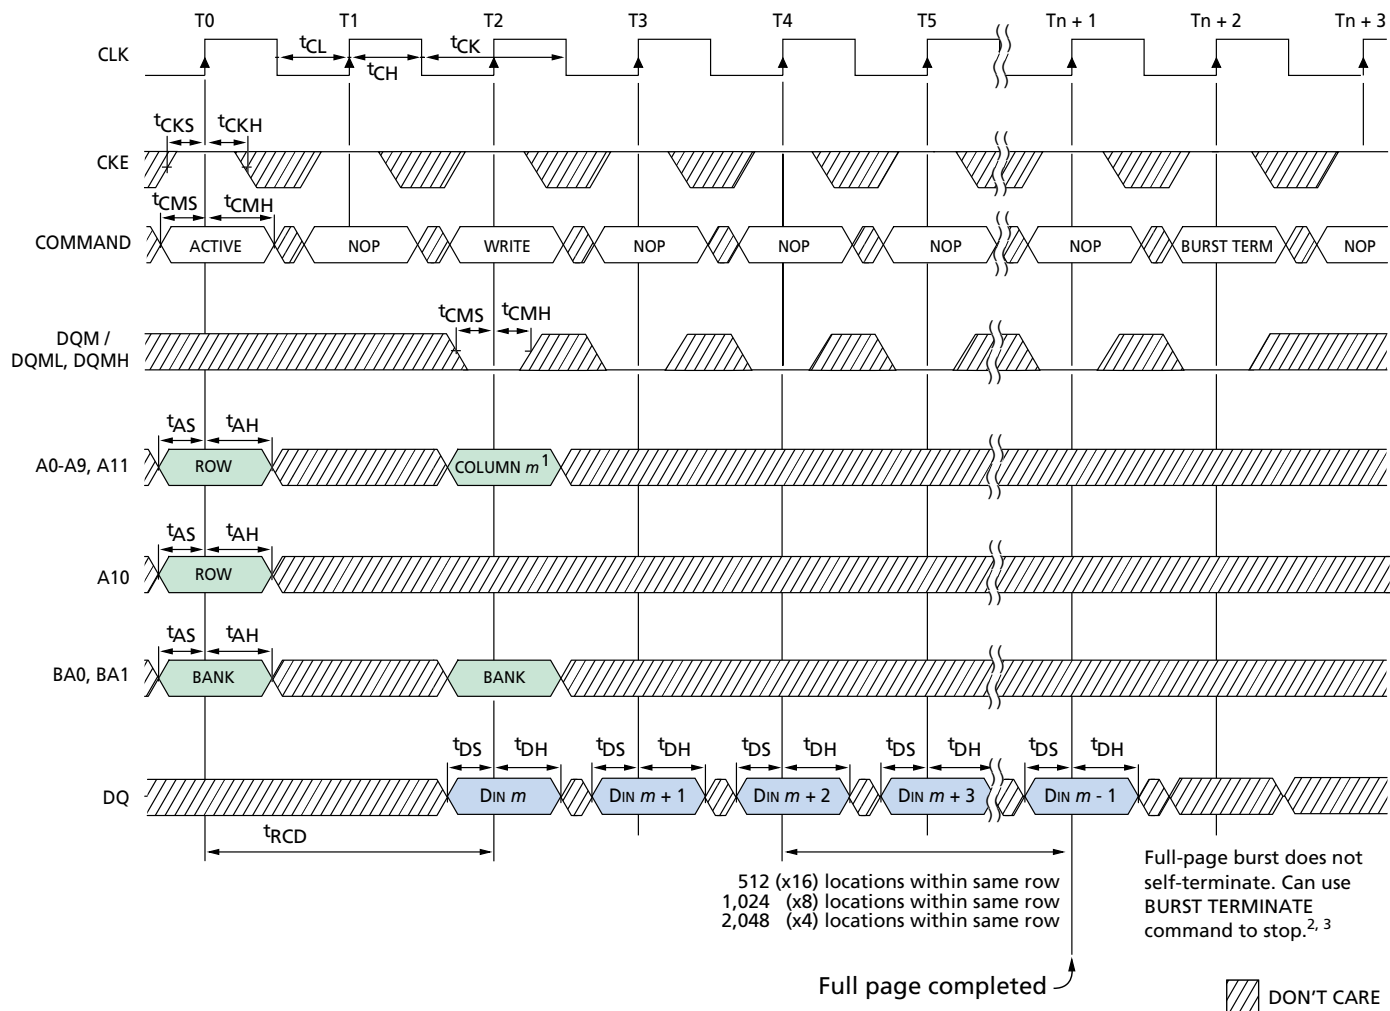 T0 T1 T2 T3 T4 T5 Tn + 1 Tn + 2 Tn + 3
CLK tCL tCH tCK
tCKS tCKH
CKE
tCMS tCMH
COMMAND ACTIVE NOP WRITE NOP NOP NOP NOP BURST TERM NOP
tCMS tCMH
DQM /
DQML, DQMH
tAS tAH
A0-A9, A11 ROW COLUMN m1
tAS tAH
A10 ROW
tAS tAH
BA0, BA1 BANK BANK
tDS tDH tDS tDH tDS tDH tDS tDH tDS tDH
DQ DIN m DIN m + 1 DIN m + 2 DIN m + 3 DIN m - 1
tRCD
512 (x16) locations within same row
1,024 (x8) locations within same row
2,048 (x4) locations within same row
Full-page burst does not
self-terminate. Can use
BURST TERMINATE
command to stop.2, 3
Full page completed
DON'T CARE